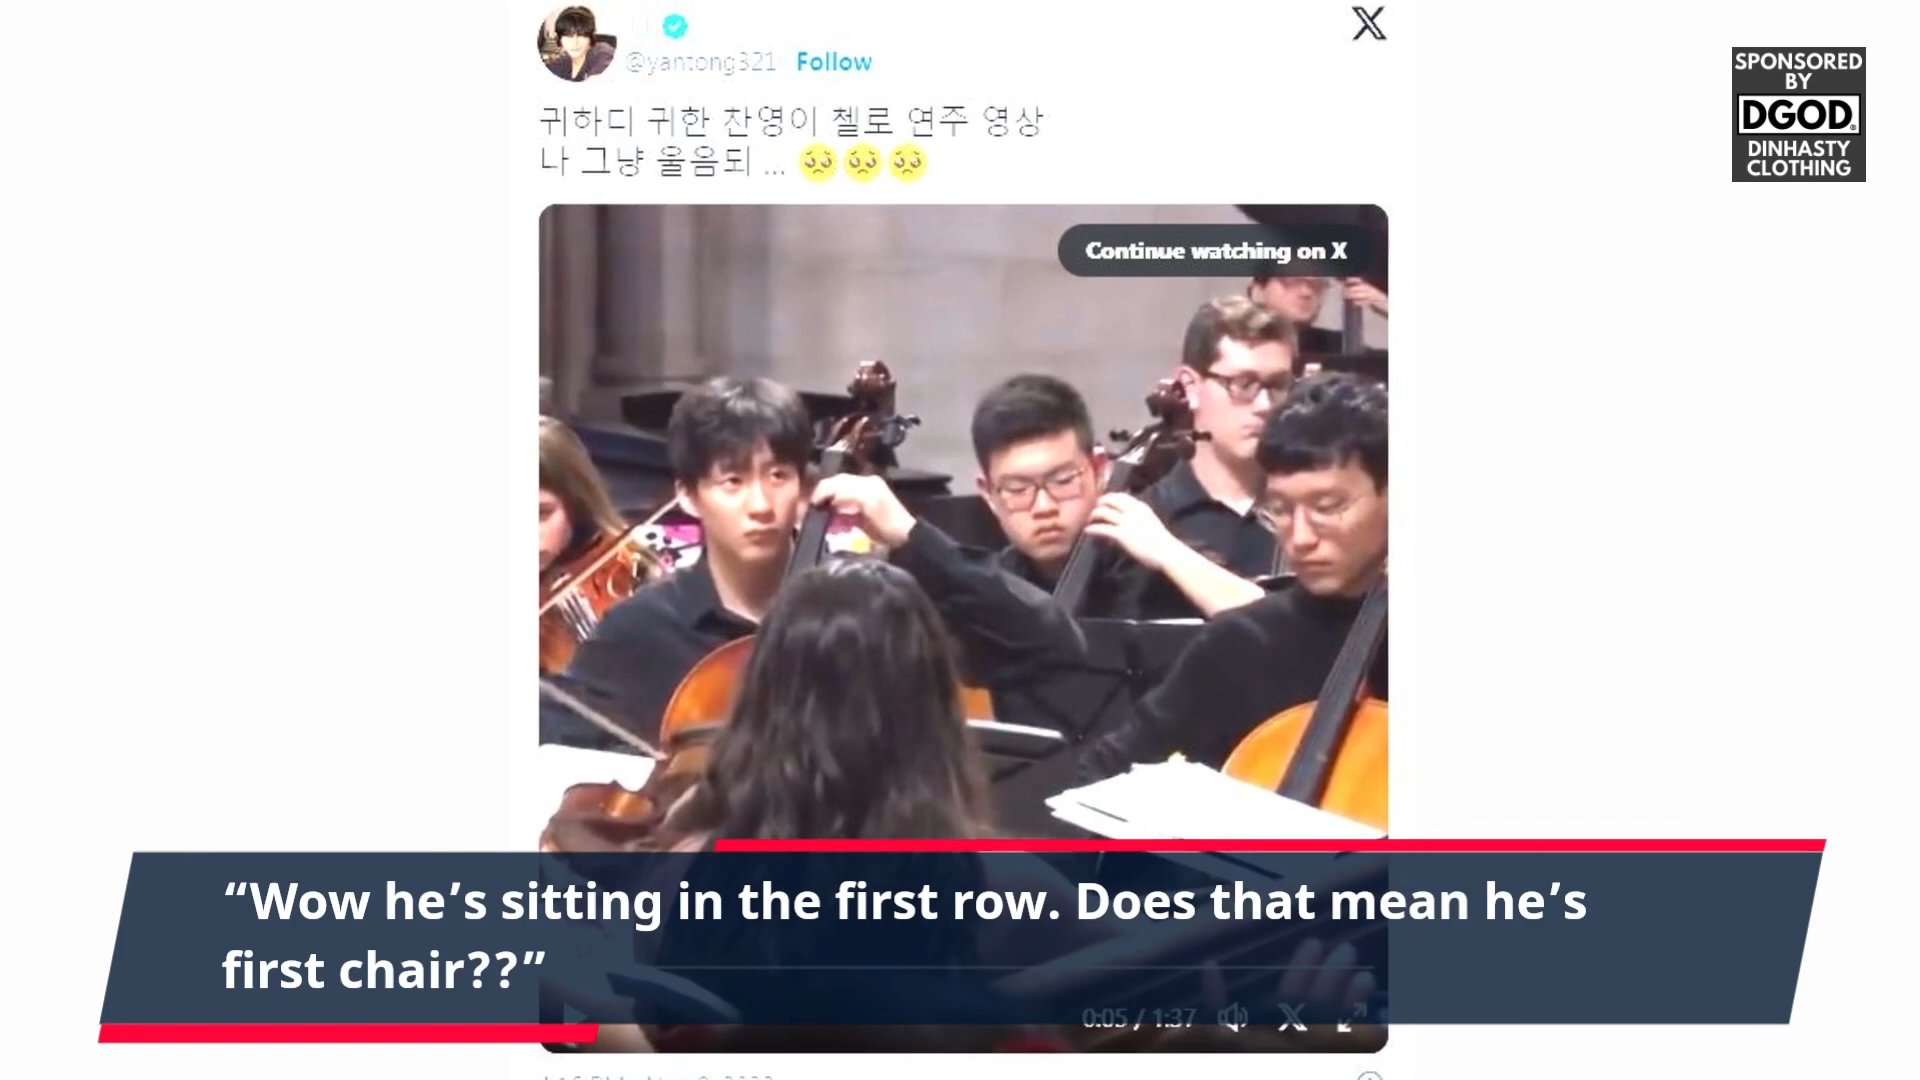 @yantong321 Follow
귀하디 귀한 찬영이 첼로 연주 영상
나 그냥 울음되 ... 🥺🥺🥺
SPONSORED
BY
DGOD
DINHASTY
CLOTHING
Continue watching on X
“Wow he’s sitting in the first row. Does that mean he’s
first chair??”
0:05 / 1:37